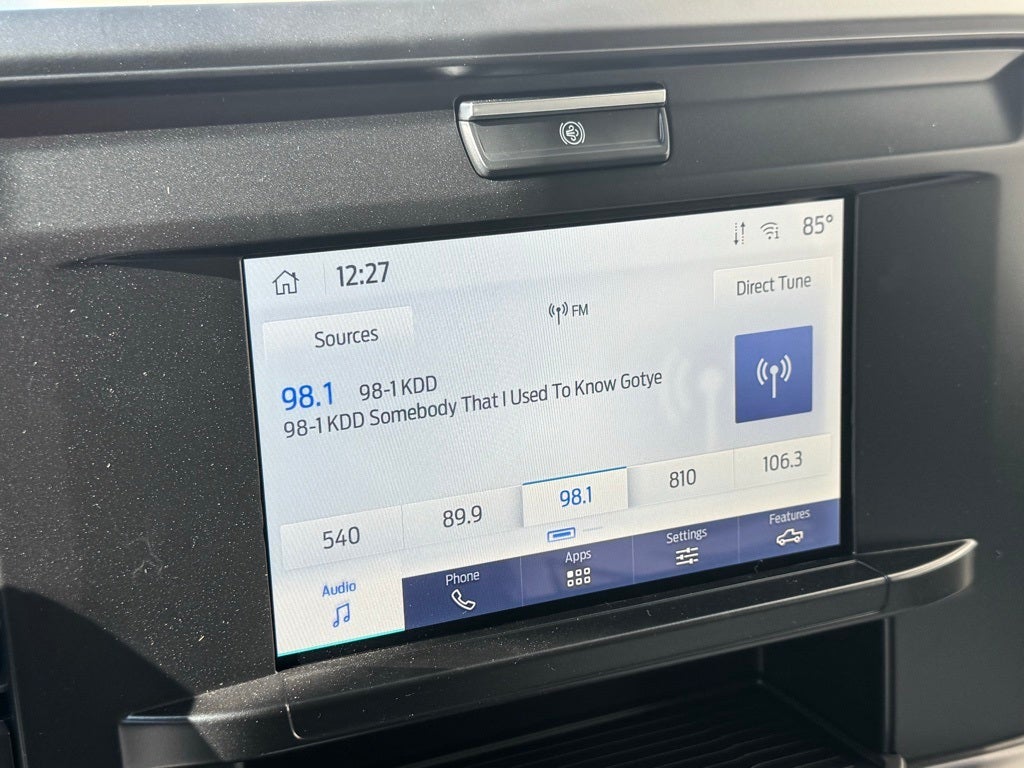 12:27
85°
Sources
FM
Direct Tune
98.1 98-1 KDD
98-1 KDD Somebody That I Used To Know Gotye
540 89.9 98.1 810 106.3
Audio Phone Apps Settings Features